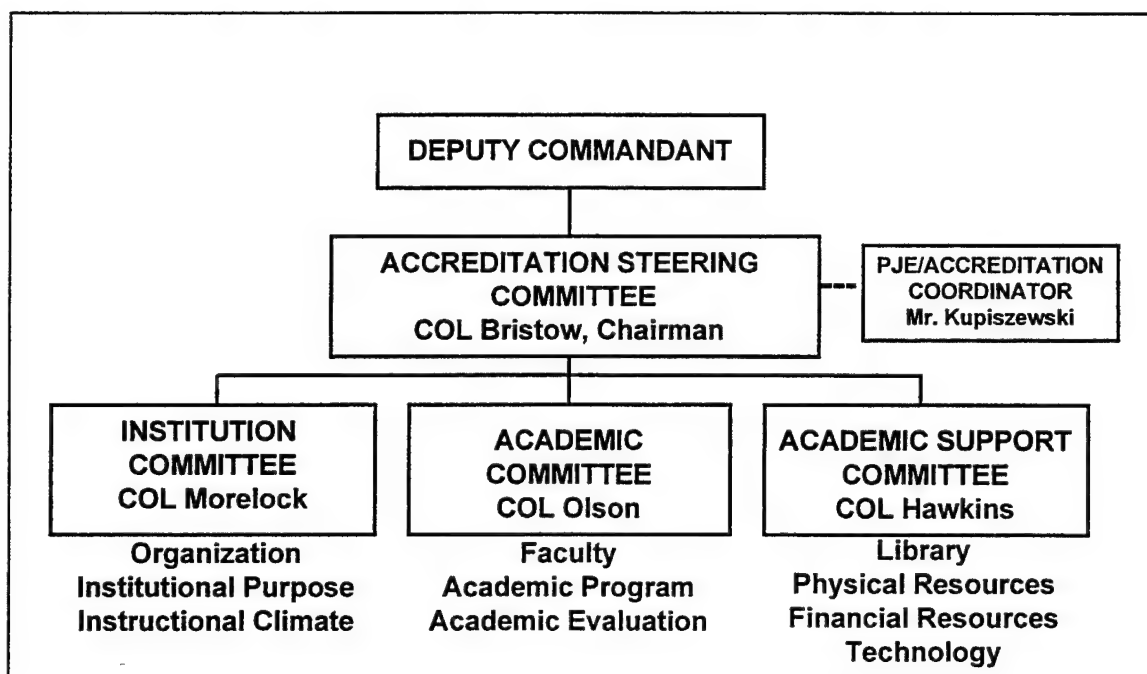 DEPUTY COMMANDANT
ACCREDITATION STEERING
COMMITTEE
COL Bristow, Chairman
PJE/ACCREDITATION
COORDINATOR
Mr. Kupiszewski
INSTITUTION
COMMITTEE
COL Morelock
Organization
Institutional Purpose
Instructional Climate
ACADEMIC
COMMITTEE
COL Olson
Faculty
Academic Program
Academic Evaluation
ACADEMIC SUPPORT
COMMITTEE
COL Hawkins
Library
Physical Resources
Financial Resources
Technology